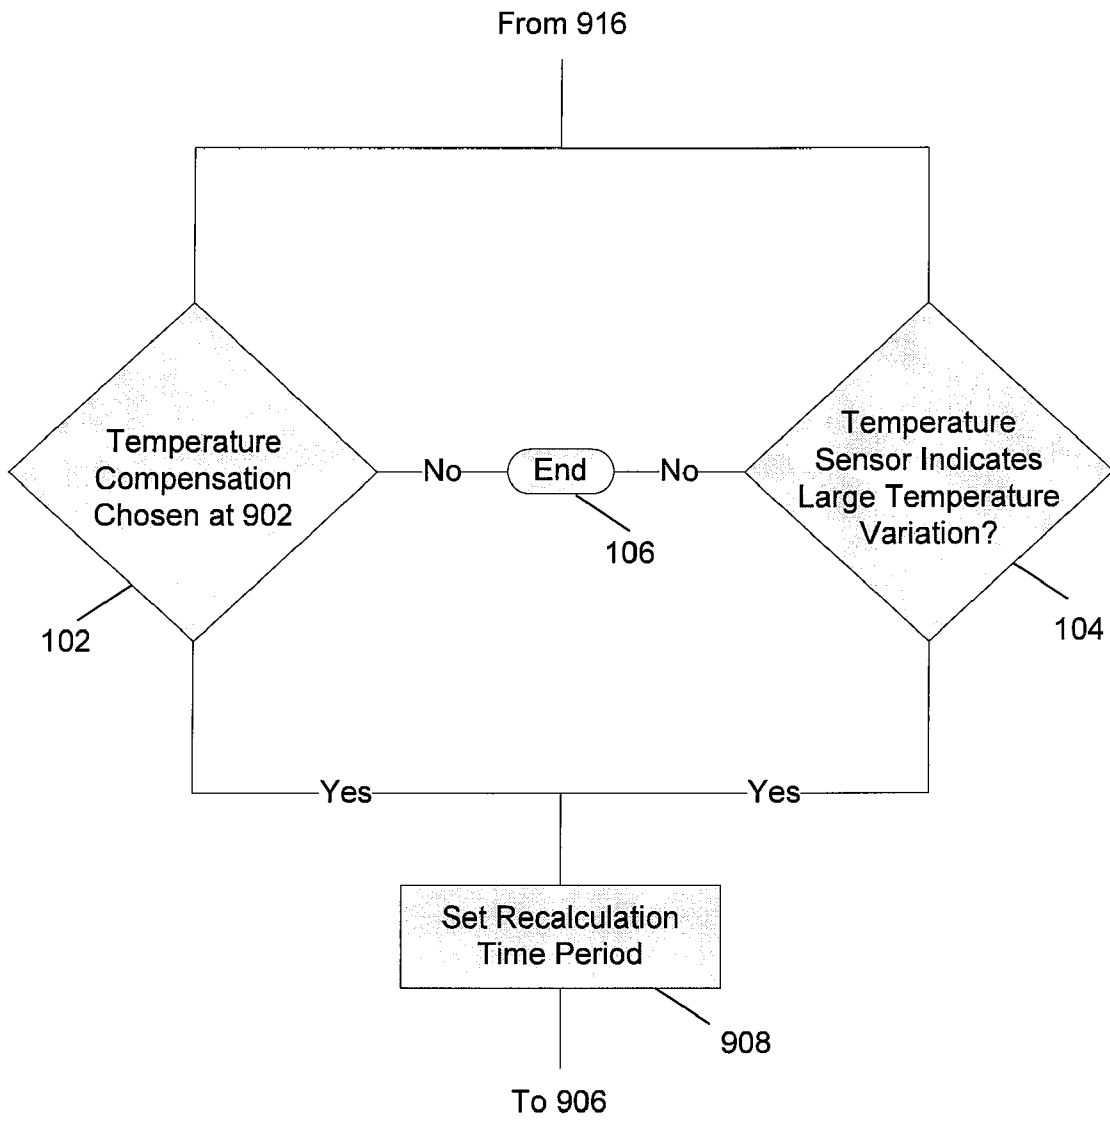 From 916
Temperature
Compensation
Chosen at 902
No
End
No
Temperature
Sensor Indicates
Large Temperature
Variation?
106
102
104
Yes
Yes
Set Recalculation
Time Period
908
To 906